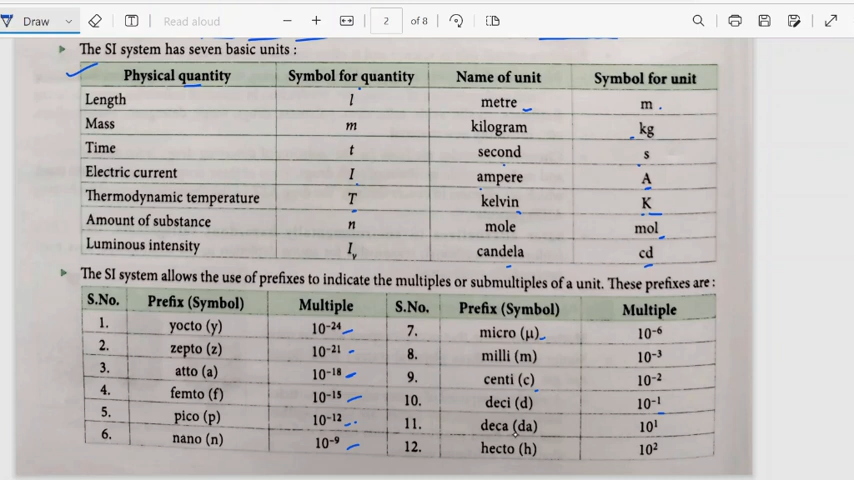 Draw Read aloud 2 of 8
▸ The SI system has seven basic units :
Physical quantity Symbol for quantity Name of unit Symbol for unit
Length l metre m
Mass m kilogram kg
Time t second s
Electric current I ampere A
Thermodynamic temperature T kelvin K
Amount of substance n mole mol
Luminous intensity Iᵥ candela cd
▸ The SI system allows the use of prefixes to indicate the multiples or submultiples of a unit. These prefixes are :
S.No. Prefix (Symbol) Multiple S.No. Prefix (Symbol) Multiple
1. yocto (y) 10⁻²⁴ 7. micro (μ) 10⁻⁶
2. zepto (z) 10⁻²¹ 8. milli (m) 10⁻³
3. atto (a) 10⁻¹⁸ 9. centi (c) 10⁻²
4. femto (f) 10⁻¹⁵ 10. deci (d) 10⁻¹
5. pico (p) 10⁻¹² 11. deca (da) 10¹
6. nano (n) 10⁻⁹ 12. hecto (h) 10²